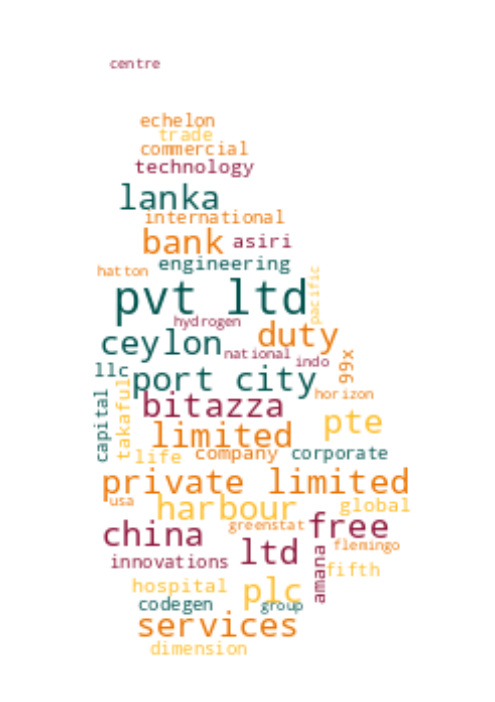 centre
echelon
trade
commercial
technology
lanka
international
bank asiri
engineering
hatton
pacific
pvt ltd
hydrogen
duty
ceylon
national
indo
99x
llc
port city
horizon
capital
takaful
bitazza
pte
limited
life company corporate
private limited
usa
harbour global
greenstat free
china
flemingo
ltd
innovations
amana
fifth
hospital plc
codegen group
services
dimension